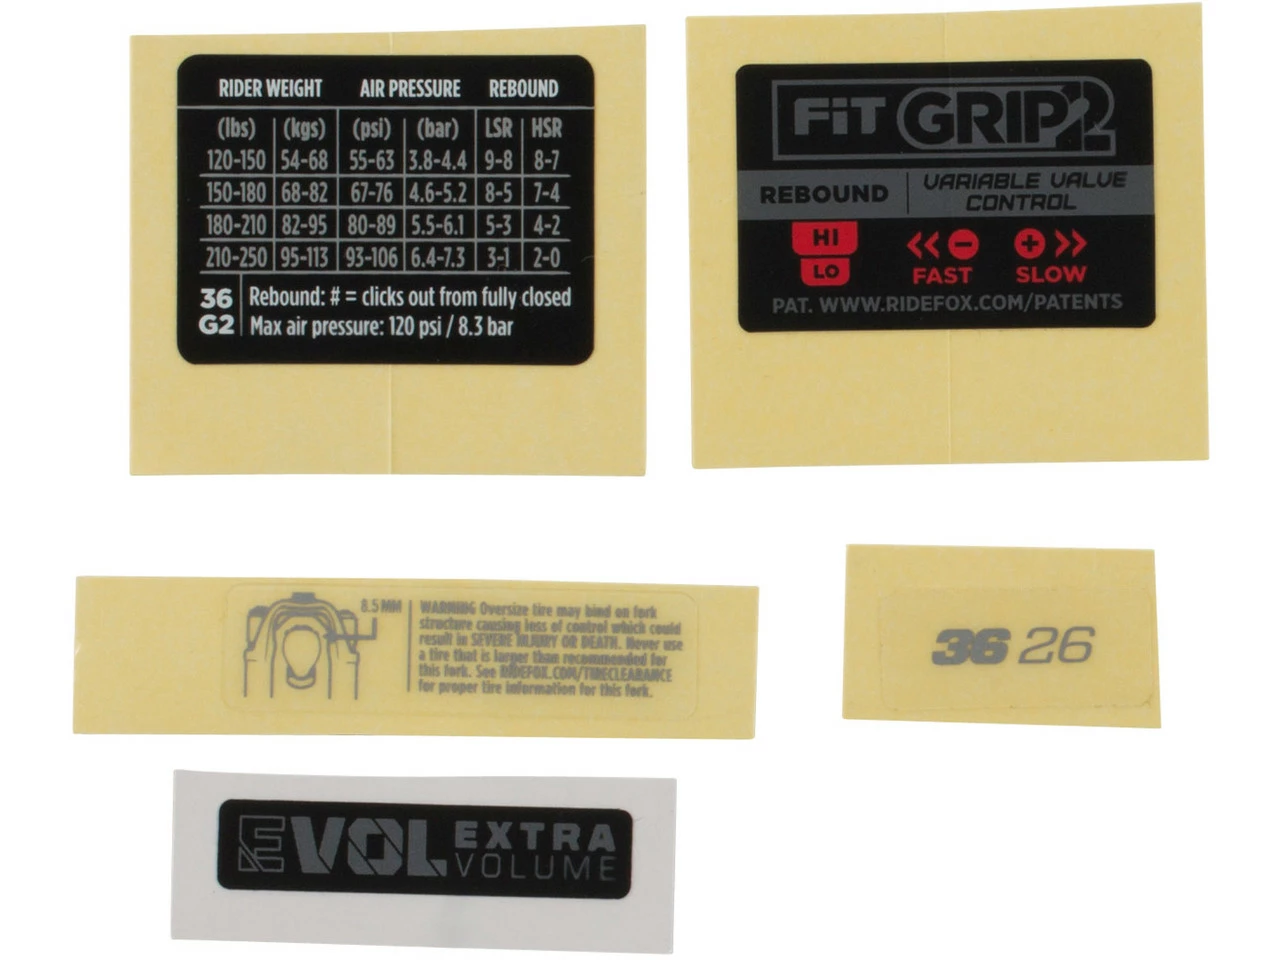 RIDER WEIGHT AIR PRESSURE REBOUND
(lbs) (kgs) (psi) (bar) LSR HSR
120-150 54-68 55-63 3.8-4.4 9-8 8-7
150-180 68-82 67-76 4.6-5.2 8-5 7-4
180-210 82-95 80-89 5.5-6.1 5-3 4-2
210-250 95-113 93-106 6.4-7.3 3-1 2-0
36 Rebound: # = clicks out from fully closed
G2 Max air pressure: 120 psi / 8.3 bar
FiT GRIP2
REBOUND VARIABLE VALVE
CONTROL
HI
LO
FAST SLOW
PAT. WWW.RIDEFOX.COM/PATENTS
8.5 MM
WARNING Oversize tire may bind on fork
structure causing loss of control which could
result in SEVERE INJURY OR DEATH. Never use
a tire that is larger than recommended for
this fork. See RIDEFOX.COM/TIRECLEARANCE
for proper tire information for this fork.
36 26
EVOL EXTRA
VOLUME